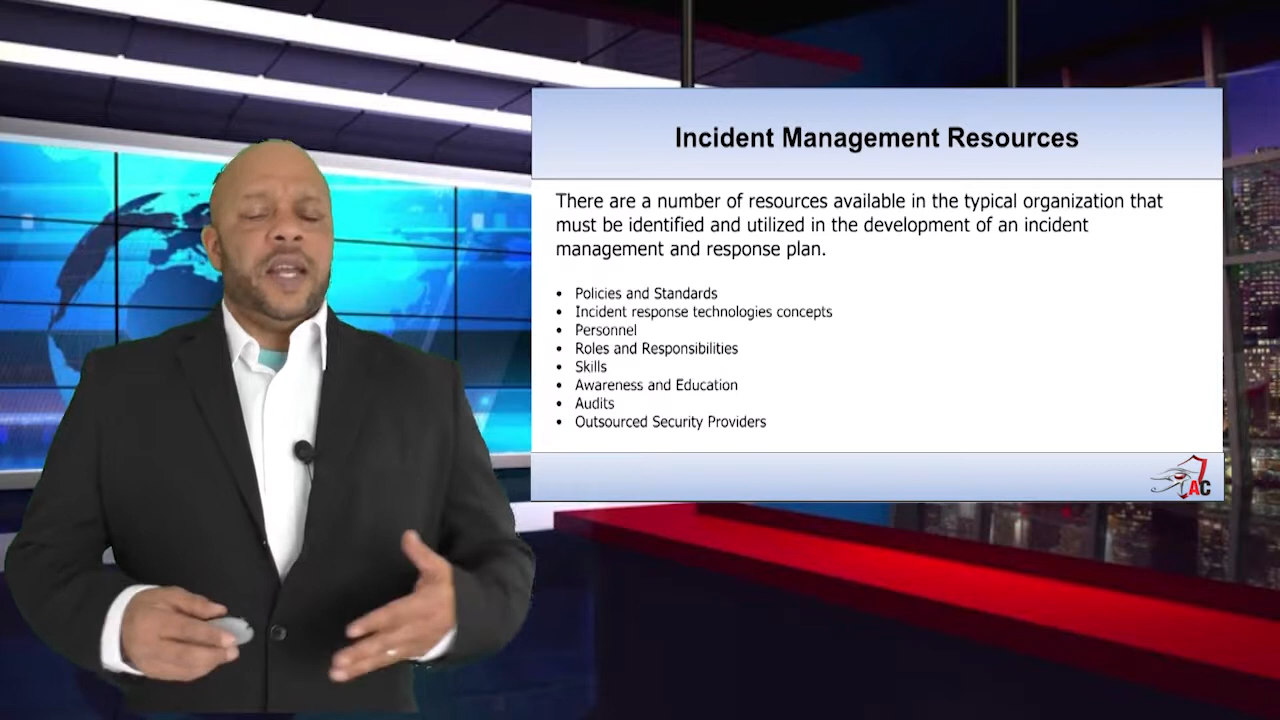 Incident Management Resources
There are a number of resources available in the typical organization that
must be identified and utilized in the development of an incident
management and response plan.
• Policies and Standards
• Incident response technologies concepts
• Personnel
• Roles and Responsibilities
• Skills
• Awareness and Education
• Audits
• Outsourced Security Providers
AC